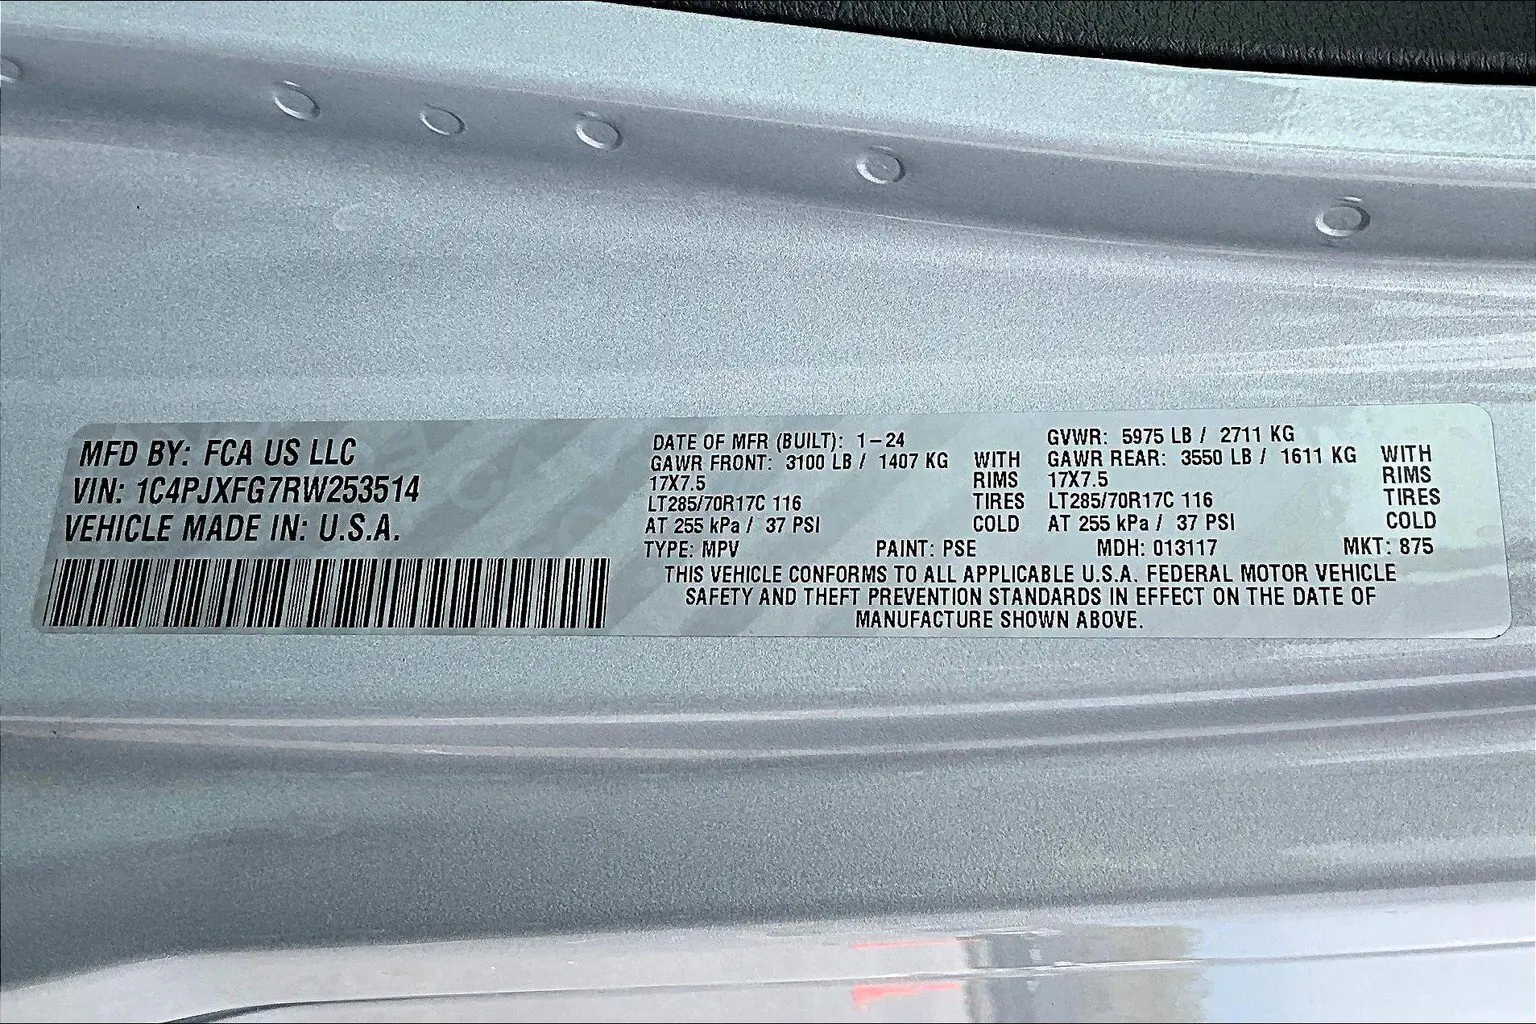 MFD BY: FCA US LLC
VIN: 1C4PJXFG7RW253514
VEHICLE MADE IN: U.S.A.
DATE OF MFR (BUILT): 1-24
GAWR FRONT: 3100 LB / 1407 KG WITH
17X7.5 RIMS
LT285/70R17C 116 TIRES
AT 255 kPa / 37 PSI COLD
GVWR: 5975 LB / 2711 KG
GAWR REAR: 3550 LB / 1611 KG WITH
17X7.5 RIMS
LT285/70R17C 116 TIRES
AT 255 kPa / 37 PSI COLD
TYPE: MPV PAINT: PSE MDH: 013117 MKT: 875
THIS VEHICLE CONFORMS TO ALL APPLICABLE U.S.A. FEDERAL MOTOR VEHICLE
SAFETY AND THEFT PREVENTION STANDARDS IN EFFECT ON THE DATE OF
MANUFACTURE SHOWN ABOVE.